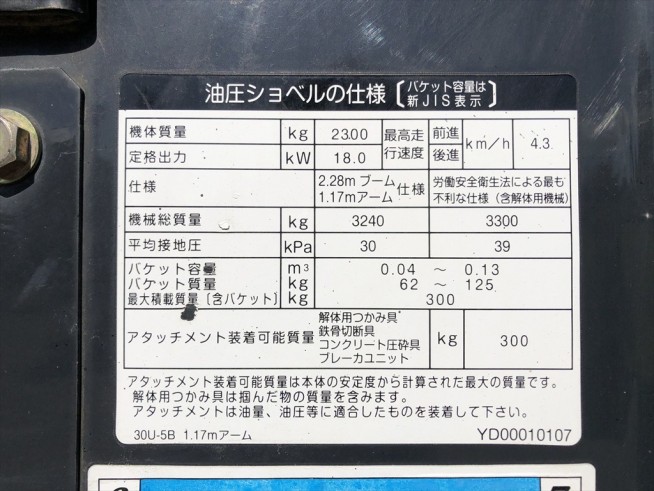 油圧ショベルの仕様〔バケット容量は
新JIS表示〕
機体質量 kg 2300 最高走行速度 前進 後進 km/h 4.3
定格出力 kW 18.0
仕様 2.28mブーム 1.17mアーム 仕様 労働安全衛生法による最も不利な仕様(含解体用機械)
機械総質量 kg 3240 3300
平均接地圧 kPa 30 39
バケット容量 m³ 0.04 ～ 0.13
バケット質量 kg 62 ～ 125
最大積載質量〔含バケット〕 kg 300
アタッチメント装着可能質量 解体用つかみ具 kg 300
鉄骨切断具
コンクリート圧砕具
ブレーカユニット
アタッチメント装着可能質量は本体の安定度から計算された最大の質量です。
解体用つかみ具は掴んだ物の質量を含みます。
アタッチメントは油量、油圧等に適合したものを装着して下さい。
30U-5B 1.17mアーム YD00010107